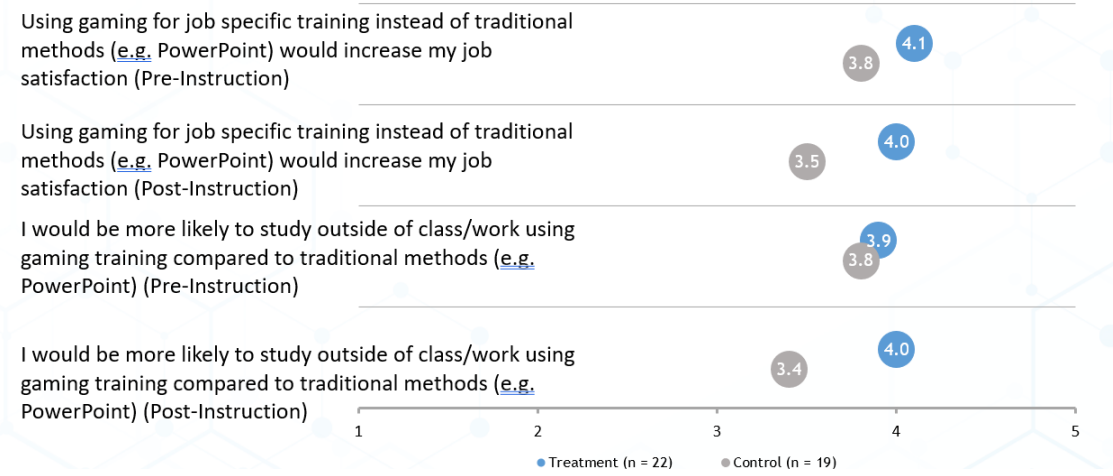 Using gaming for job specific training instead of traditional
methods (e.g. PowerPoint) would increase my job
satisfaction (Pre-Instruction)
4.1
3.8
Using gaming for job specific training instead of traditional
methods (e.g. PowerPoint) would increase my job
satisfaction (Post-Instruction)
4.0
3.5
I would be more likely to study outside of class/work using
gaming training compared to traditional methods (e.g.
PowerPoint) (Pre-Instruction)
3.9
3.8
I would be more likely to study outside of class/work using
gaming training compared to traditional methods (e.g.
PowerPoint) (Post-Instruction)
4.0
3.4
1 2 3 4 5
Treatment (n = 22) Control (n = 19)